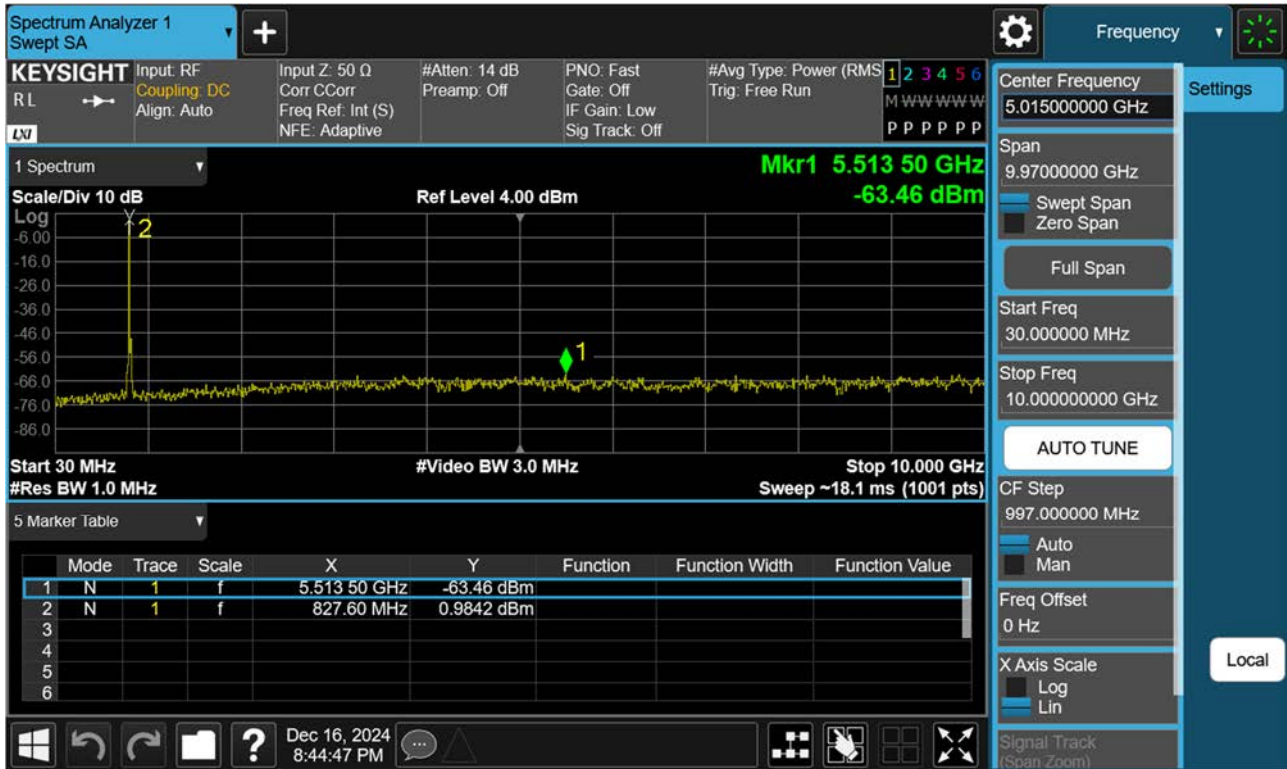 Spectrum Analyzer 1
Swept SA
Frequency
KEYSIGHT
RL
LXI
Input: RF
Coupling: DC
Align: Auto
Input Z: 50 Ω
Corr CCorr
Freq Ref: Int (S)
NFE: Adaptive
#Atten: 14 dB
Preamp: Off
PNO: Fast
Gate: Off
IF Gain: Low
Sig Track: Off
#Avg Type: Power (RMS
Trig: Free Run
1 2 3 4 5 6
M W W W W W
P P P P P P
1 Spectrum
Scale/Div 10 dB
Ref Level 4.00 dBm
Mkr1 5.513 50 GHz
-63.46 dBm
Log
-6.00
-16.0
-26.0
-36.0
-46.0
-56.0
-66.0
-76.0
-86.0
2
1
Start 30 MHz
#Video BW 3.0 MHz
Stop 10.000 GHz
#Res BW 1.0 MHz
Sweep ~18.1 ms (1001 pts)
5 Marker Table
Mode Trace Scale X Y Function Function Width Function Value
1 N 1 f 5.513 50 GHz -63.46 dBm
2 N 1 f 827.60 MHz 0.9842 dBm
3
4
5
6
Dec 16, 2024
8:44:47 PM
Center Frequency
5.015000000 GHz
Span
9.97000000 GHz
Swept Span
Zero Span
Full Span
Start Freq
30.000000 MHz
Stop Freq
10.000000000 GHz
AUTO TUNE
CF Step
997.000000 MHz
Auto
Man
Freq Offset
0 Hz
X Axis Scale
Log
Lin
Signal Track
(Span Zoom)
Settings
Local